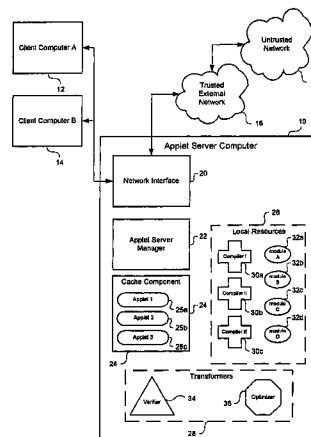 Client Computer A
12
Client Computer B
14
Untrusted
Network
Trusted
External
Network
16
10
Applet Server Computer
Network Interface
20
Applet Server
Manager
22
Cache Component
Applet 1
25a
Applet 2
25b
Applet 3
25c
24
24
26
Local Resources
Compiler I
30a
Compiler II
30b
Compiler III
30c
module
A
32a
module
B
32b
module
C
32c
module
D
32d
Transformers
Verifier
34
Optimizer
36
28